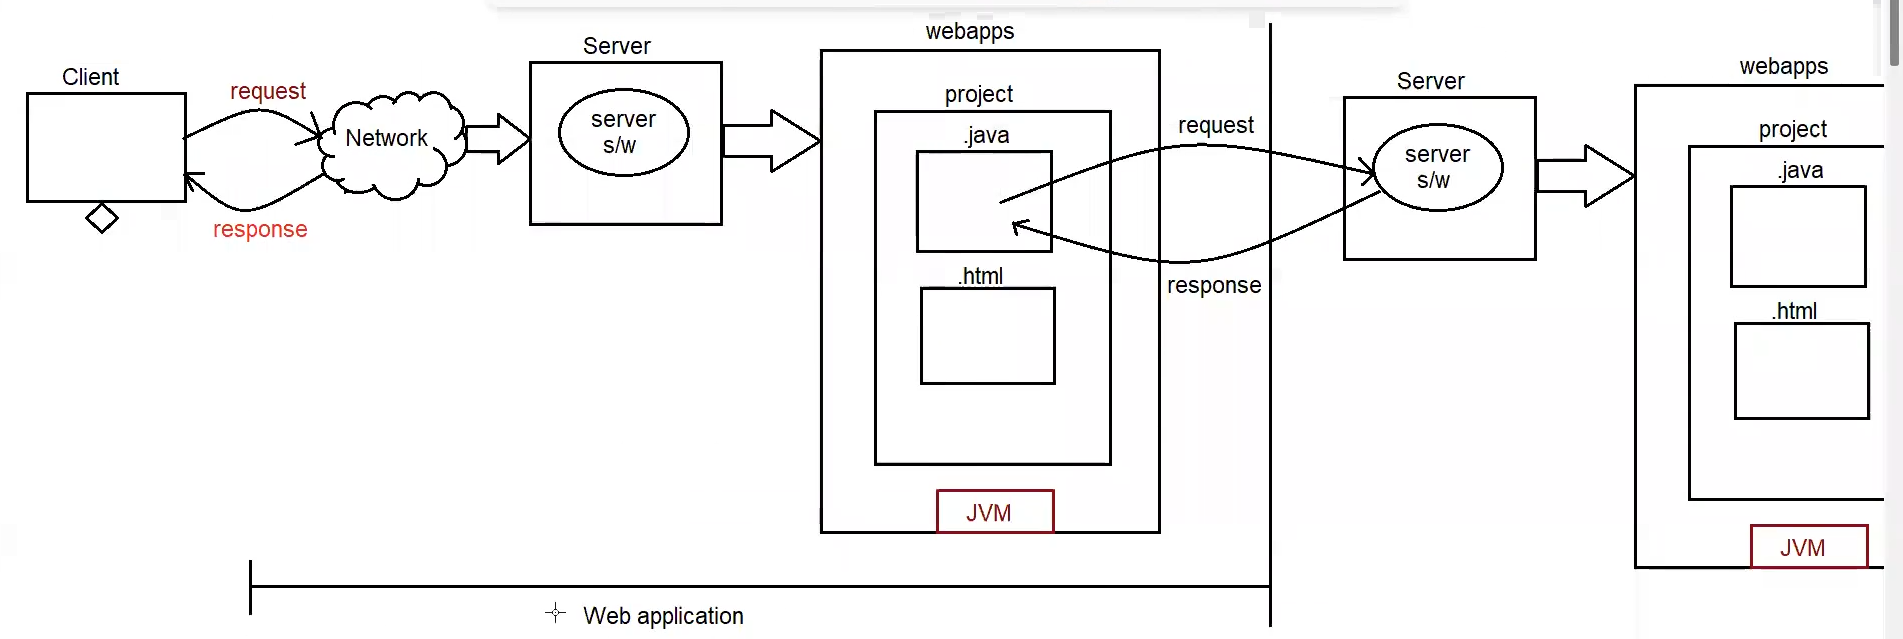 Client
request
Network
response
Server
server
s/w
webapps
project
.java
.html
JVM
request
response
Server
server
s/w
webapps
project
.java
.html
JVM
Web application